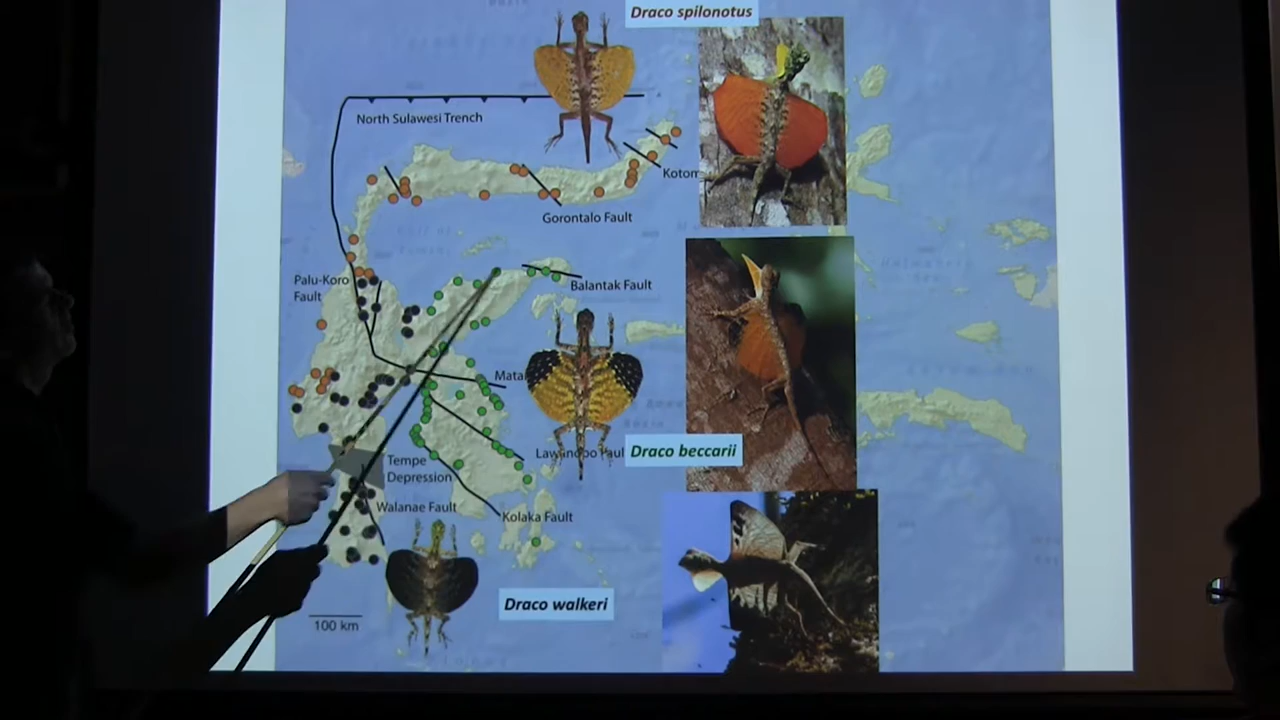 Draco spilonotus
North Sulawesi Trench
Gorontalo Fault
Palu-Koro
Fault
Balantak Fault
Draco beccarii
Tempe
Depression
Walanae Fault
Kolaka Fault
Draco walkeri
100 km